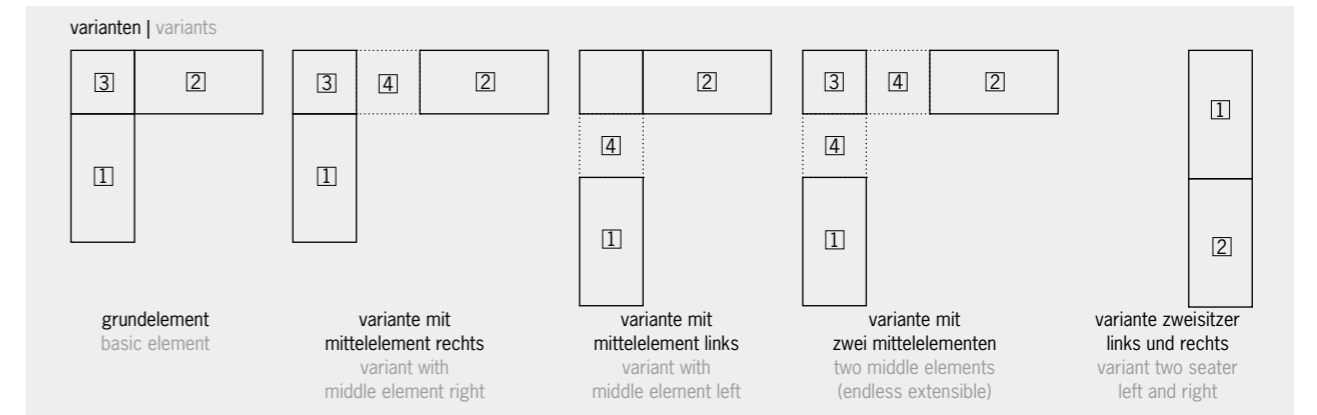 varianten | variants
3 2
1
3 4 2
1
2
4
1
3 4 2
4
1
1
2
grundelement
basic element
variante mit
mittelelement rechts
variant with
middle element right
variante mit
mittelelement links
variant with
middle element left
variante mit
zwei mittelelementen
two middle elements
(endless extensible)
variante zweisitzer
links und rechts
variant two seater
left and right